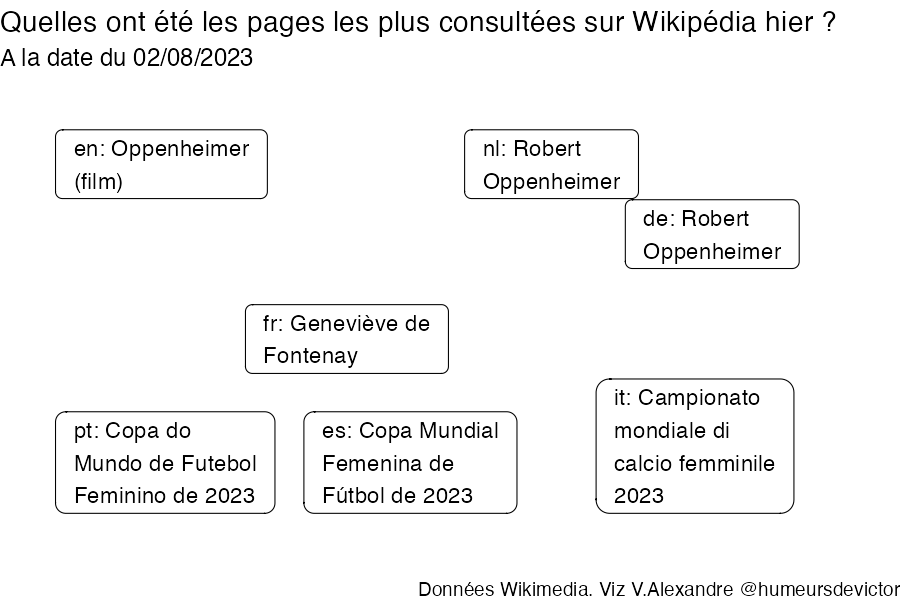 Quelles ont été les pages les plus consultées sur Wikipédia hier ?
A la date du 02/08/2023
en: Oppenheimer
(film)
nl: Robert
Oppenheimer
de: Robert
Oppenheimer
fr: Geneviève de
Fontenay
pt: Copa do
Mundo de Futebol
Feminino de 2023
es: Copa Mundial
Femenina de
Fútbol de 2023
it: Campionato
mondiale di
calcio femminile
2023
Données Wikimedia. Viz V.Alexandre @humeursdevictor